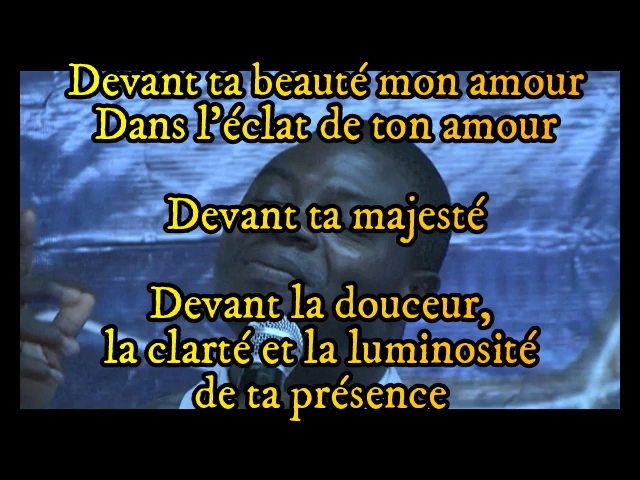 Devant ta beauté mon amour
Dans l'éclat de ton amour
Devant ta majesté
Devant la douceur,
la clarté et la luminosité
de ta présence